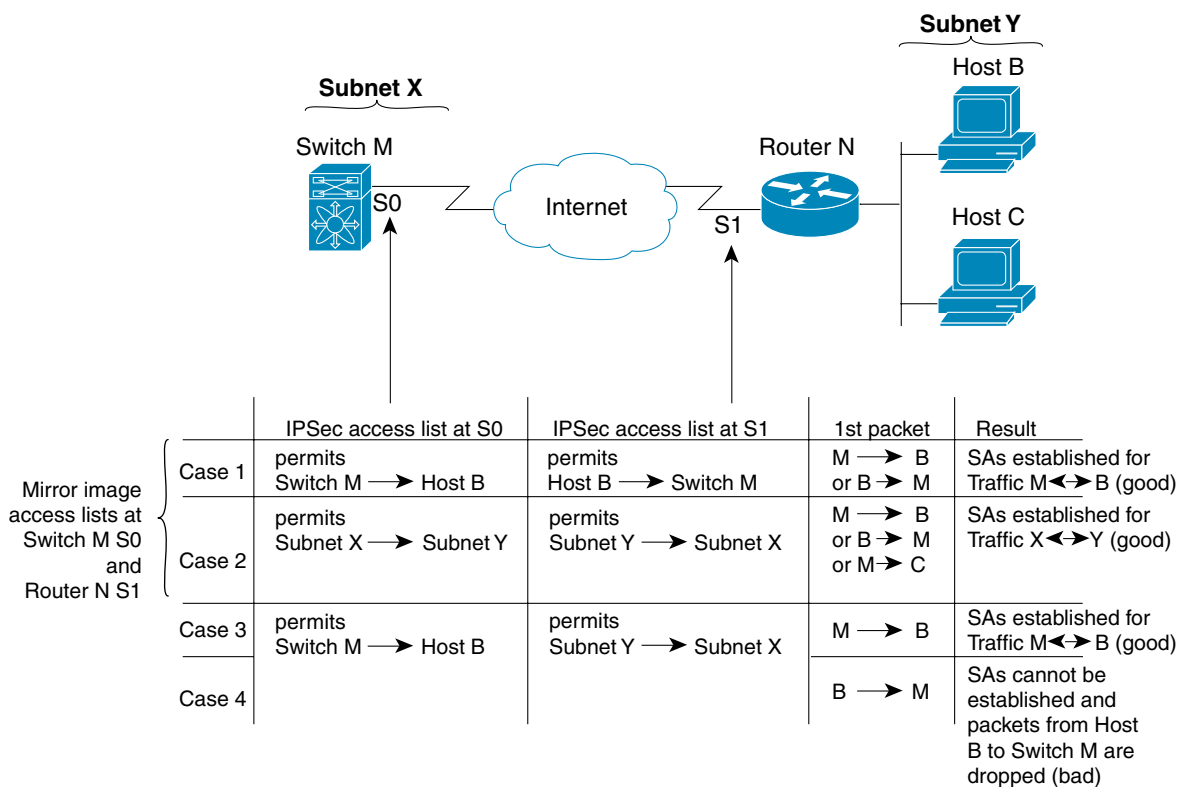 Subnet Y
Host B
Subnet X
Switch M
Router N
S0
Internet
S1
Host C
IPSec access list at S0
IPSec access list at S1
1st packet
Result
Mirror image
access lists at
Switch M S0
and
Router N S1
Case 1
permits
Switch M → Host B
permits
Host B → Switch M
M → B
or B → M
SAs established for
Traffic M ↔ B (good)
Case 2
permits
Subnet X → Subnet Y
permits
Subnet Y → Subnet X
M → B
or B → M
or M → C
SAs established for
Traffic X ↔ Y (good)
Case 3
permits
Switch M → Host B
permits
Subnet Y → Subnet X
M → B
SAs established for
Traffic M ↔ B (good)
Case 4
B → M
SAs cannot be
established and
packets from Host
B to Switch M are
dropped (bad)